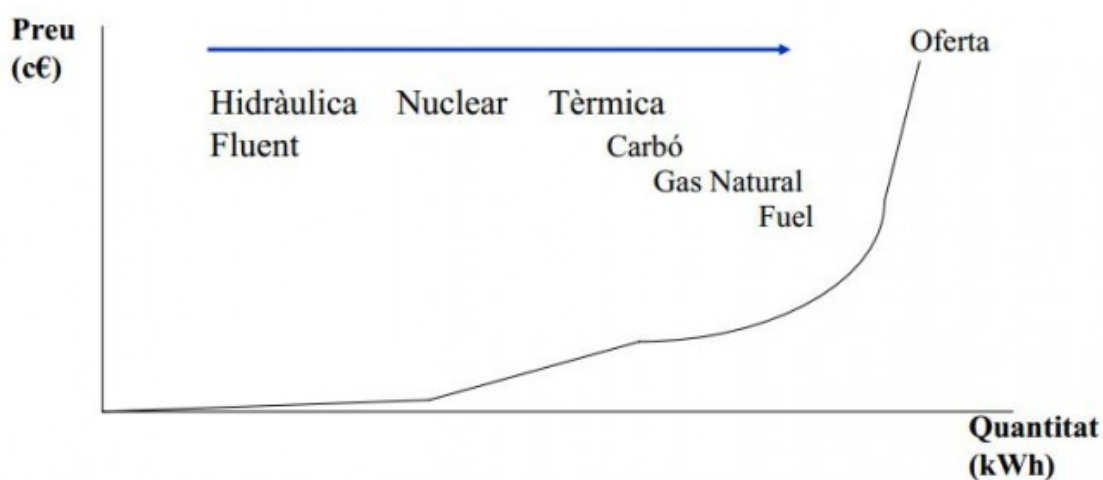 Preu
(c€)
Oferta
Hidràulica Nuclear Tèrmica
Fluent
Carbó
Gas Natural
Fuel
Quantitat
(kWh)